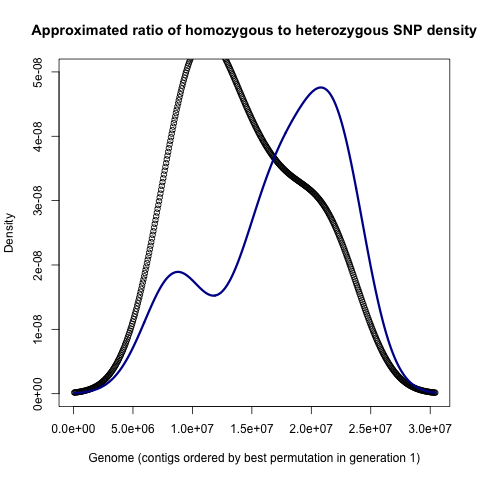 Approximated ratio of homozygous to heterozygous SNP density
Density
5e-08
4e-08
3e-08
2e-08
1e-08
0e+00
0.0e+00 5.0e+06 1.0e+07 1.5e+07 2.0e+07 2.5e+07 3.0e+07
Genome (contigs ordered by best permutation in generation 1)